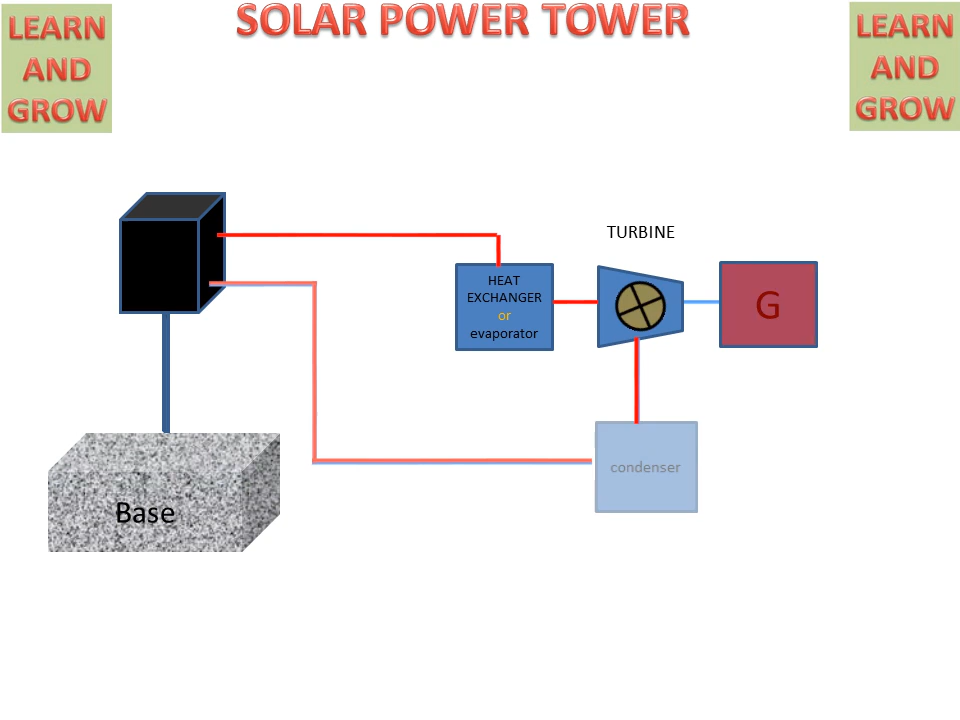 SOLAR POWER TOWER
LEARN
AND
GROW
LEARN
AND
GROW
TURBINE
HEAT
EXCHANGER
or
evaporator
G
condenser
Base